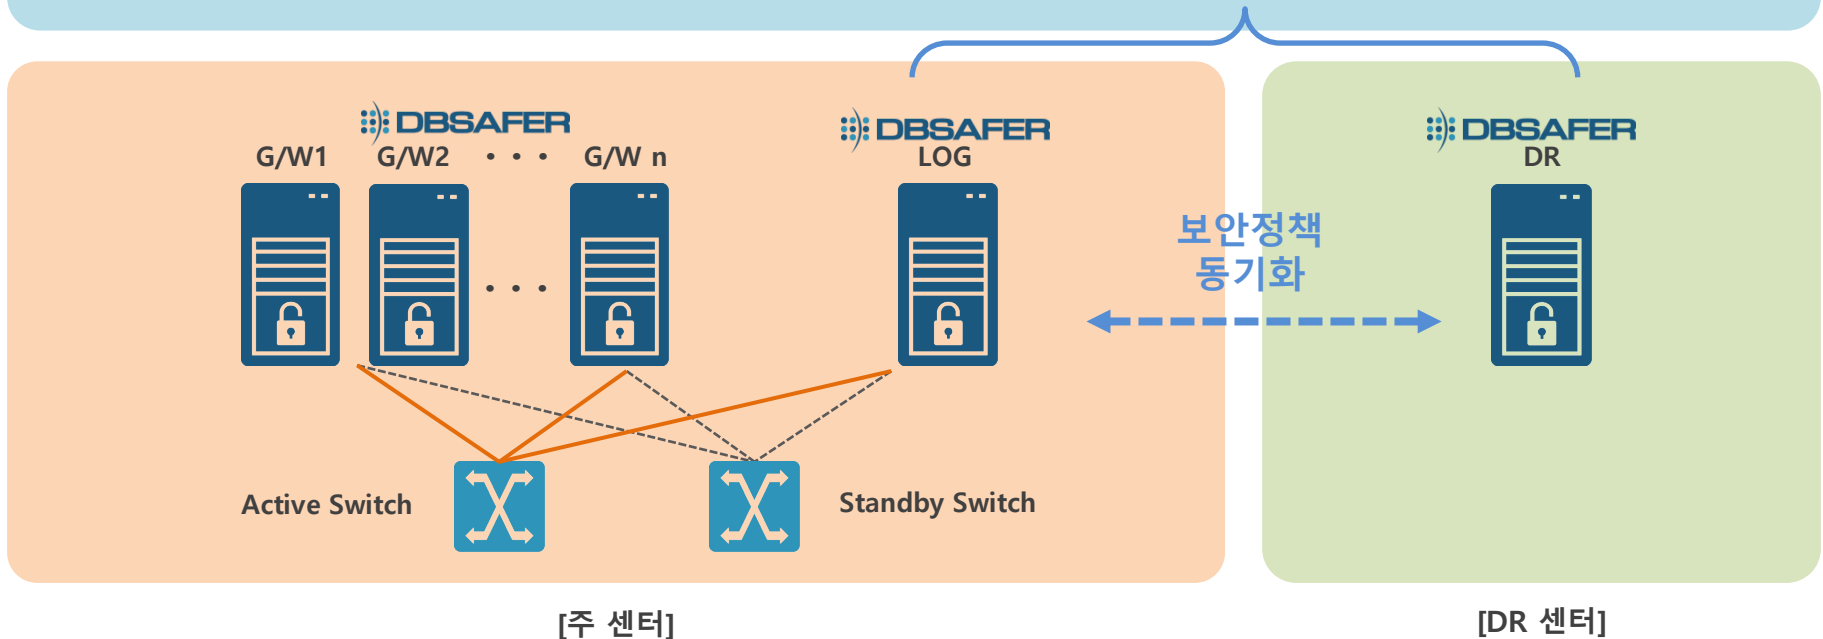 DBSAFER
G/W1 G/W2 • • • G/W n
• • •
DBSAFER
LOG
보안정책
동기화
DBSAFER
DR
Active Switch
Standby Switch
[주 센터]
[DR 센터]